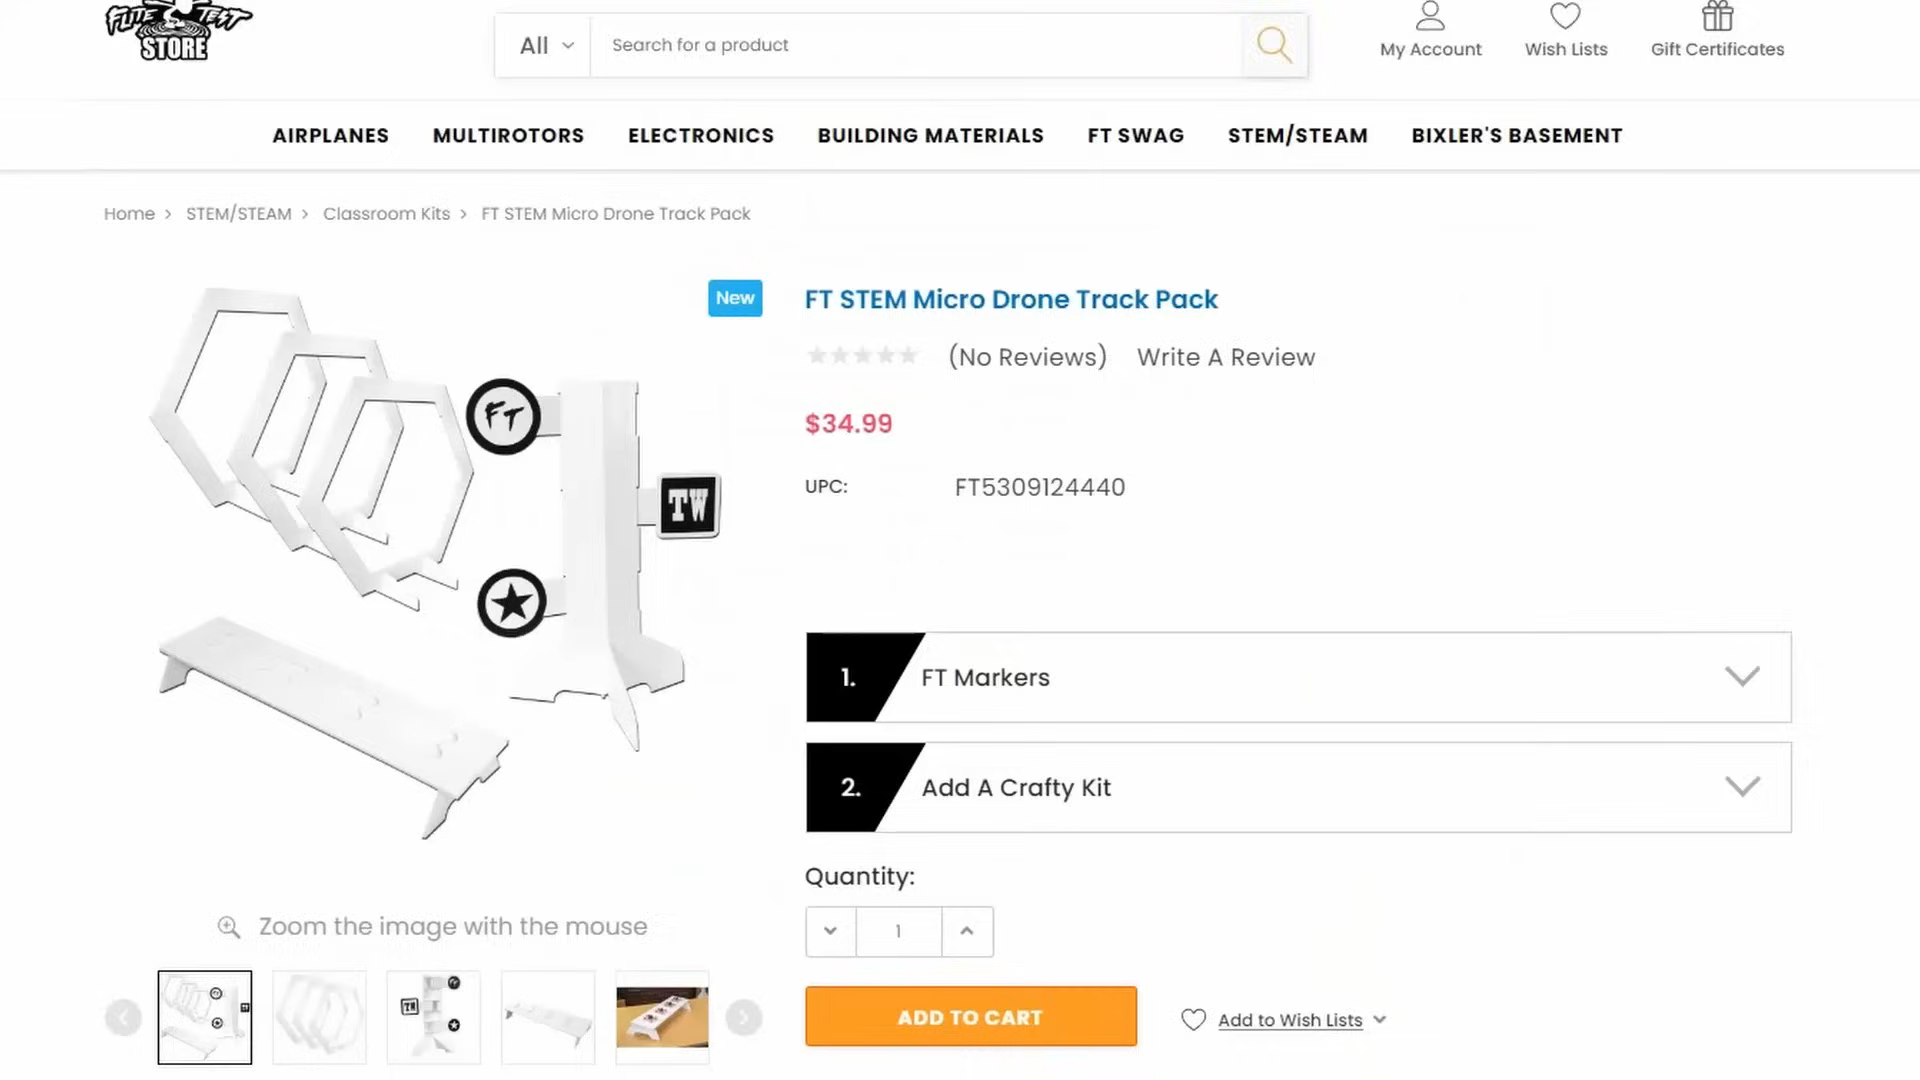 FLITE TEST
STORE
All
Search for a product
My Account
Wish Lists
Gift Certificates
AIRPLANES
MULTIROTORS
ELECTRONICS
BUILDING MATERIALS
FT SWAG
STEM/STEAM
BIXLER'S BASEMENT
Home > STEM/STEAM > Classroom Kits > FT STEM Micro Drone Track Pack
New
FT STEM Micro Drone Track Pack
(No Reviews) Write A Review
$34.99
UPC: FT5309124440
FT
TW
1. FT Markers
2. Add A Crafty Kit
Quantity:
1
Zoom the image with the mouse
TW
ADD TO CART
Add to Wish Lists